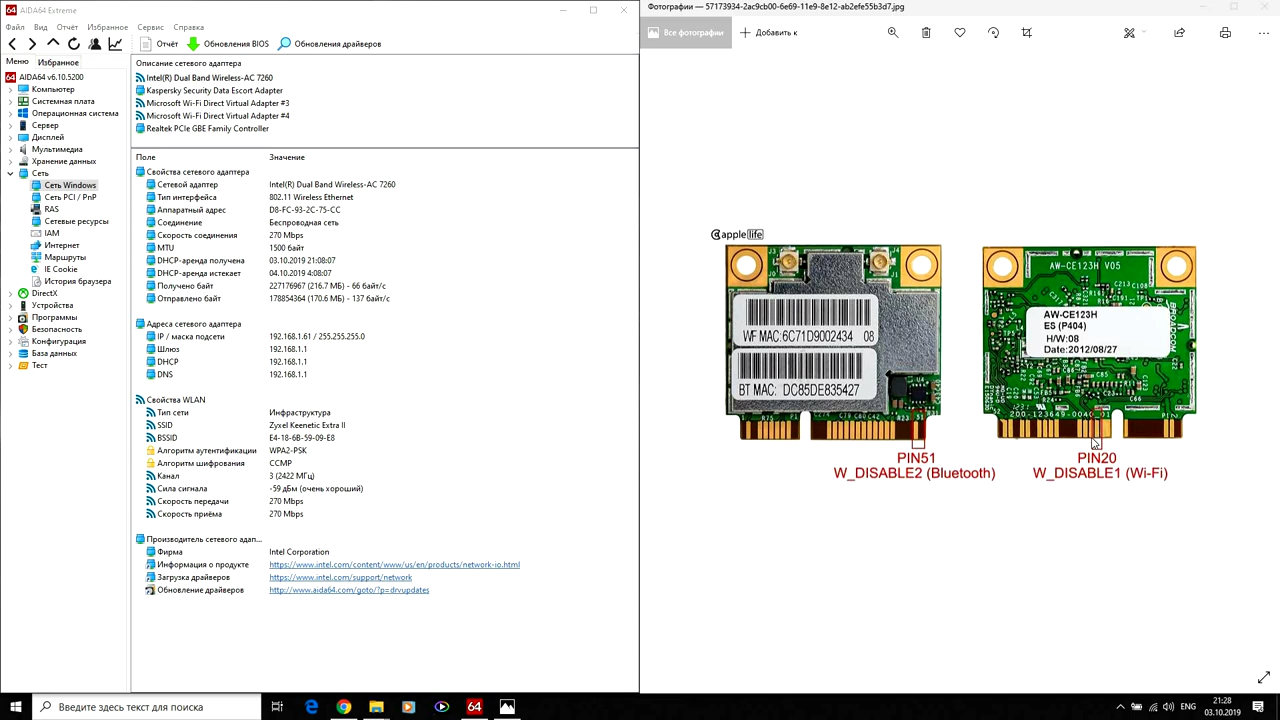 AIDA64 Extreme
Файл Вид Отчёт Избранное Сервис Справка
Отчёт Обновления BIOS Обновления драйверов
Меню Избранное
AIDA64 v6.10.5200
Компьютер
Системная плата
Операционная система
Сервер
Дисплей
Мультимедиа
Хранение данных
Сеть
Сеть Windows
Сеть PCI / PnP
RAS
Сетевые ресурсы
IAM
Интернет
Маршруты
IE Cookie
История браузера
DirectX
Устройства
Программы
Безопасность
Конфигурация
База данных
Тест
Описание сетевого адаптера
Intel(R) Dual Band Wireless-AC 7260
Kaspersky Security Data Escort Adapter
Microsoft Wi-Fi Direct Virtual Adapter #3
Microsoft Wi-Fi Direct Virtual Adapter #4
Realtek PCIe GBE Family Controller
Поле Значение
Свойства сетевого адаптера
Сетевой адаптер Intel(R) Dual Band Wireless-AC 7260
Тип интерфейса 802.11 Wireless Ethernet
Аппаратный адрес D8-FC-93-2C-75-CC
Соединение Беспроводная сеть
Скорость соединения 270 Mbps
MTU 1500 байт
DHCP-аренда получена 03.10.2019 21:08:07
DHCP-аренда истекает 04.10.2019 4:08:07
Получено байт 227176967 (216.7 МБ) - 66 байт/с
Отправлено байт 178854364 (170.6 МБ) - 137 байт/с
Адреса сетевого адаптера
IP / маска подсети 192.168.1.61 / 255.255.255.0
Шлюз 192.168.1.1
DHCP 192.168.1.1
DNS 192.168.1.1
Свойства WLAN
Тип сети Инфраструктура
SSID Zyxel Keenetic Extra II
BSSID E4-18-6B-59-09-E8
Алгоритм аутентификации WPA2-PSK
Алгоритм шифрования CCMP
Канал 3 (2422 МГц)
Сила сигнала -59 дБм (очень хороший)
Скорость передачи 270 Mbps
Скорость приёма 270 Mbps
Производитель сетевого адап...
Фирма Intel Corporation
Информация о продукте https://www.intel.com/content/www/us/en/products/network-io.html
Загрузка драйверов https://www.intel.com/support/network
Обновление драйверов http://www.aida64.com/goto/?p=drvupdates
Фотографии — 57173934-2ac9cb00-6e69-11e9-8e12-ab2efe55b3d7.jpg
Все фотографии Добавить к
apple life
J3 J4
J1
WF MAC:6C71D9002434 08
BT MAC: DC85DE835427
U4
R75 51
PIN51
W_DISABLE2 (Bluetooth)
AW-CE123H V05
AW-CE123H
ES (P404)
H/W:08
Date:2012/08/27
C85
C66
PIN20
W_DISABLE1 (Wi-Fi)
Введите здесь текст для поиска
64
ENG
21:28
03.10.2019